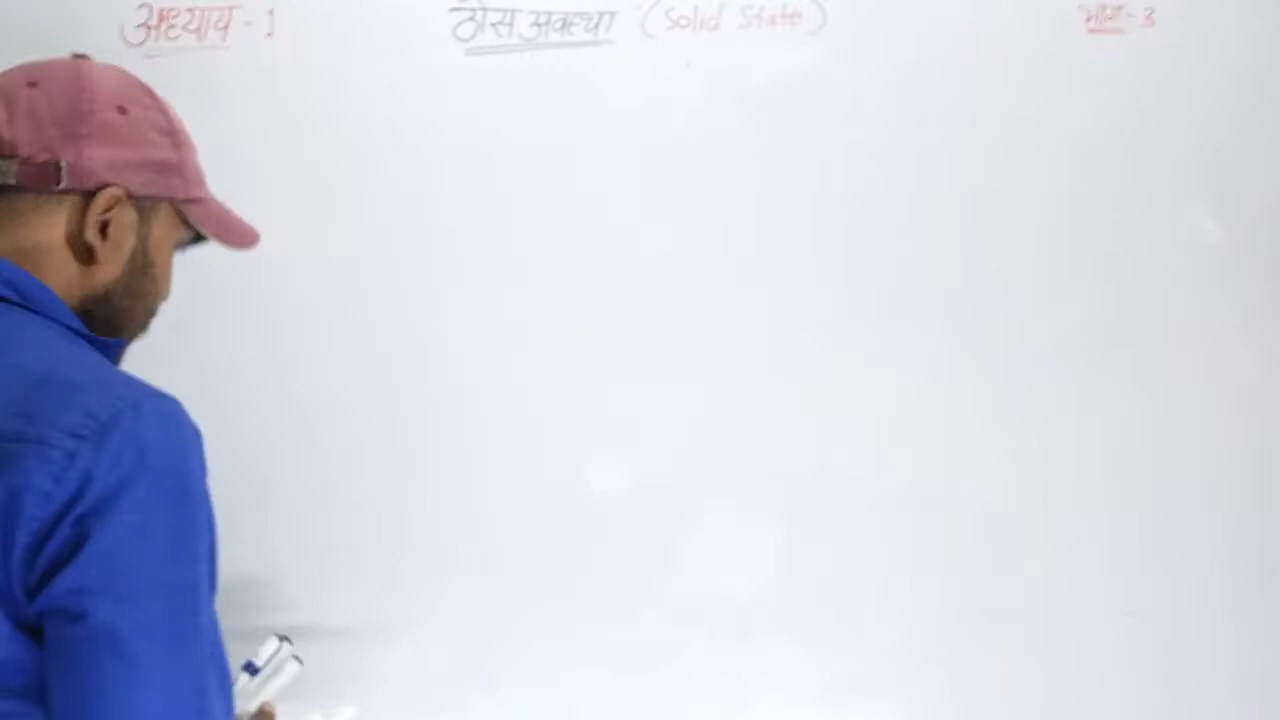 अध्याय - 1 ठोस अवस्था (Solid State) भाग - 3